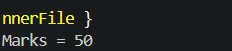 nnerFile }
Marks = 50